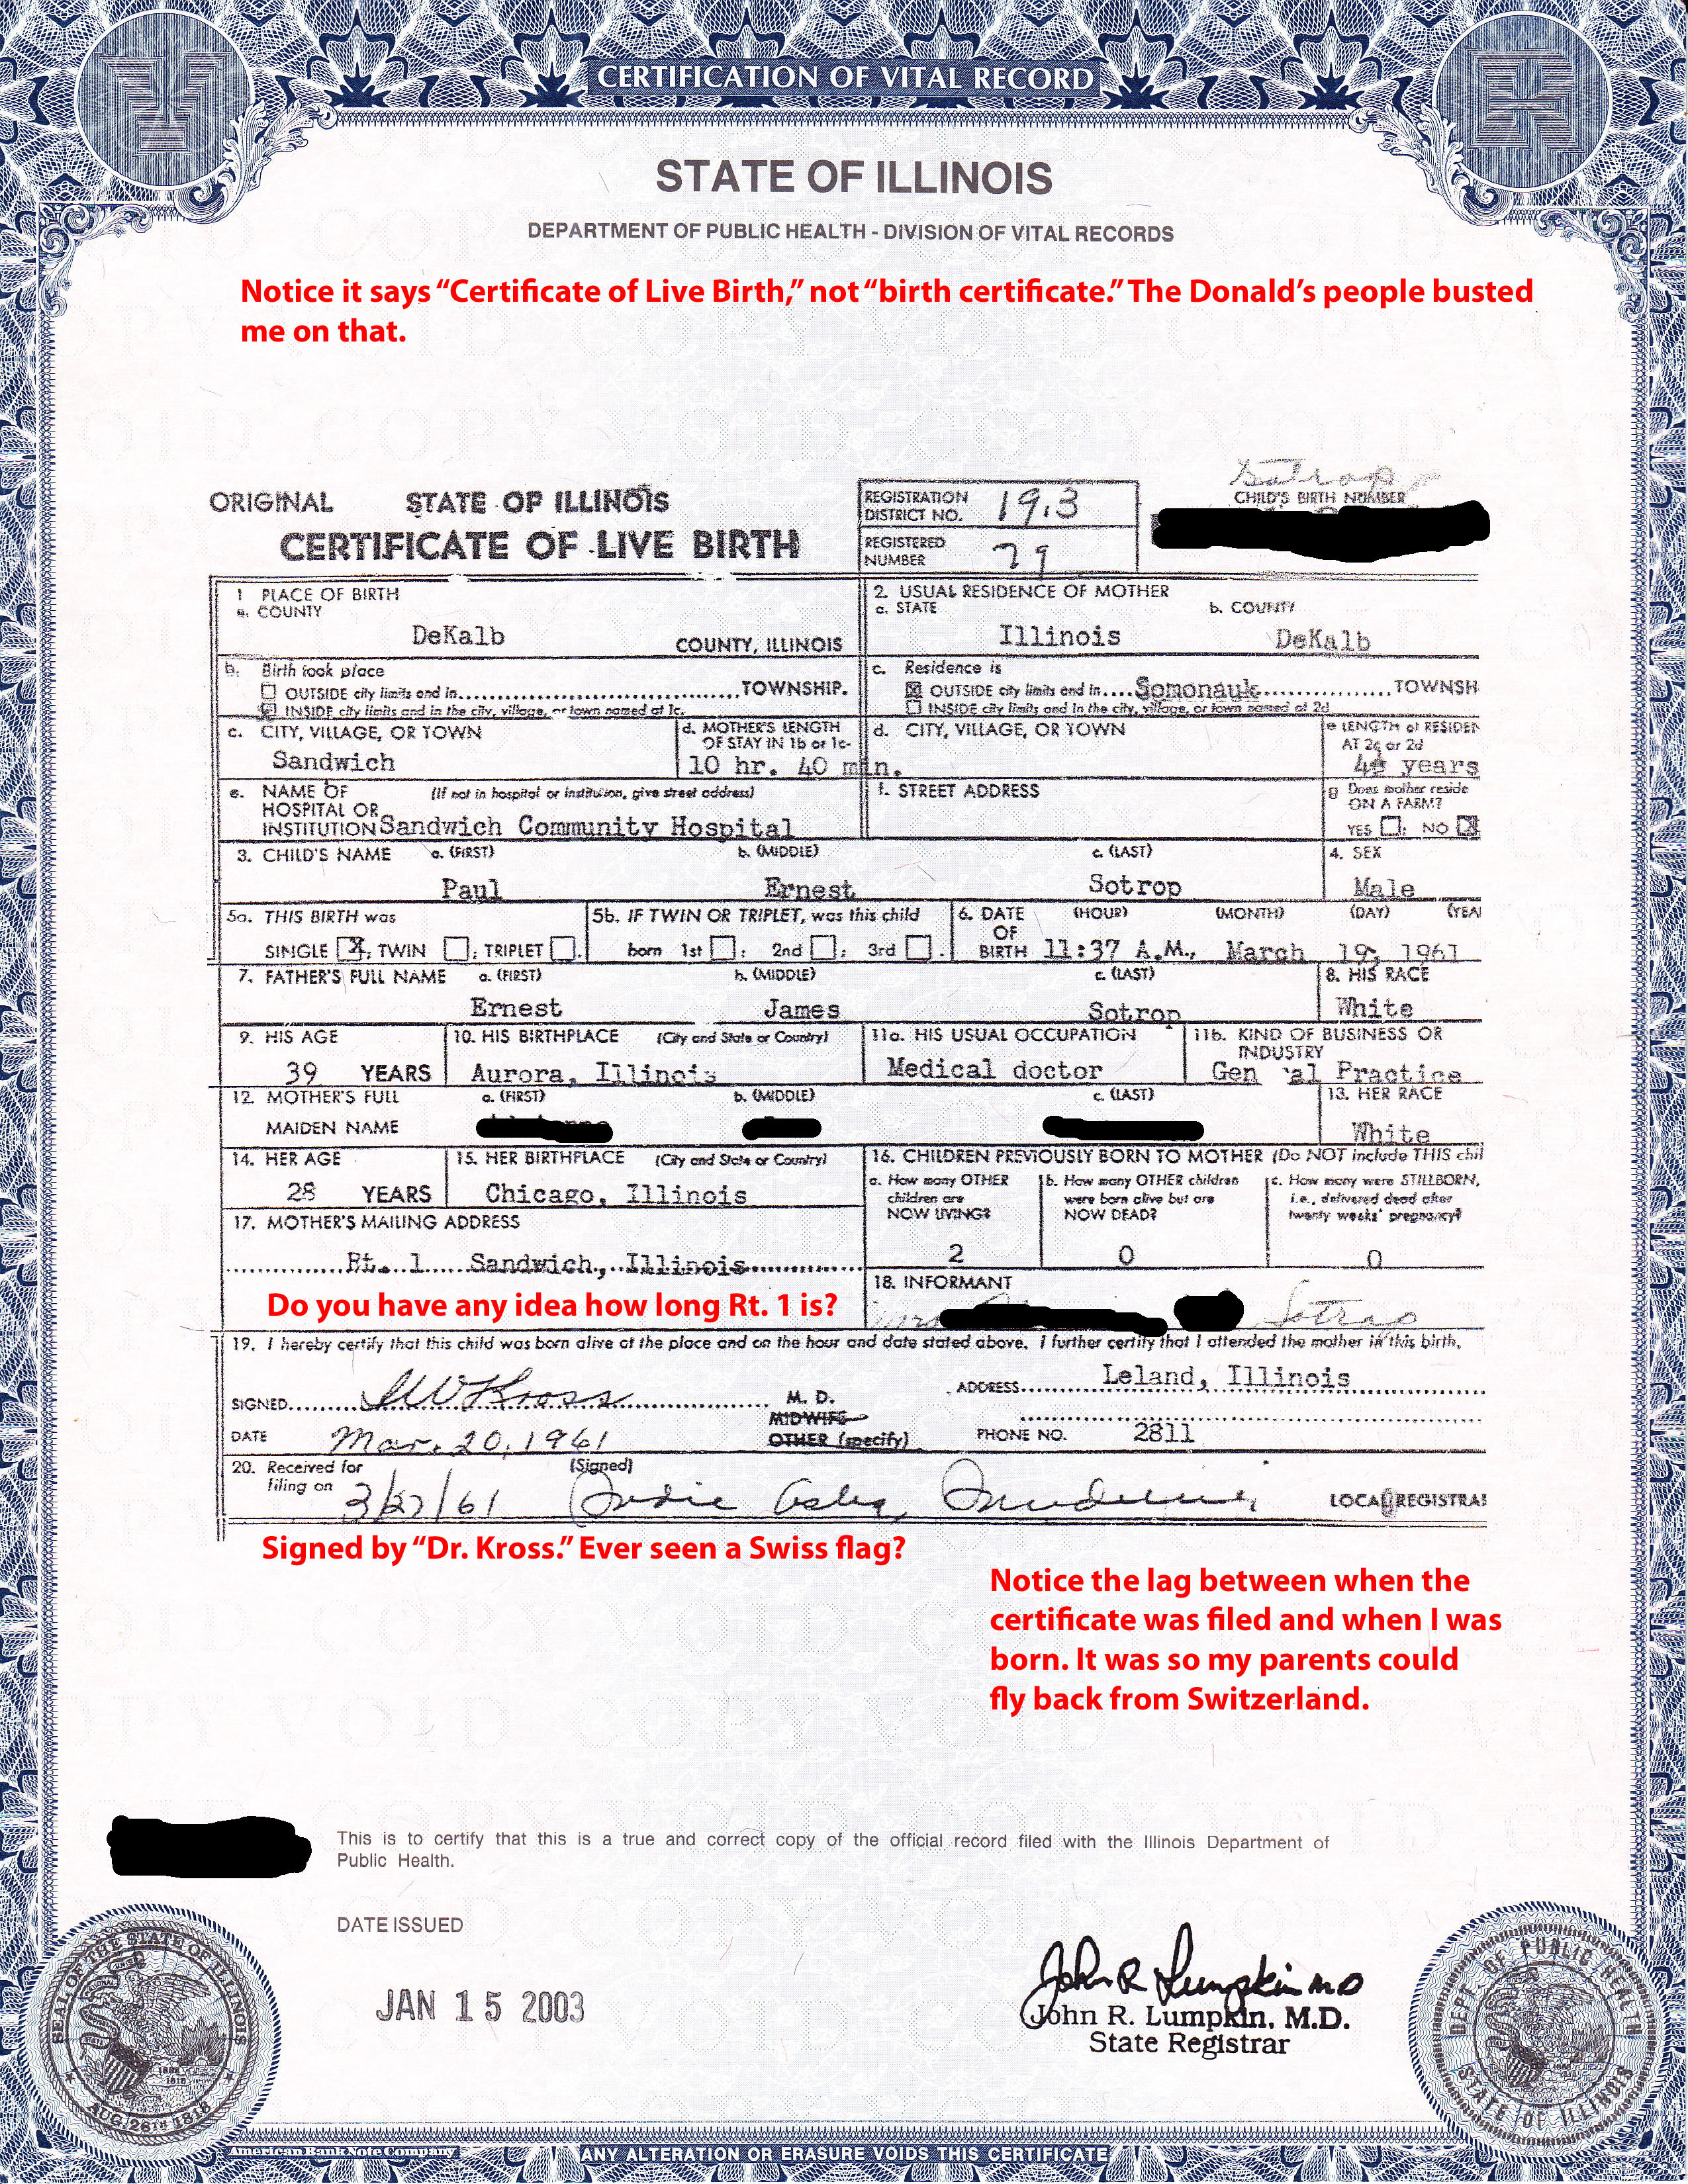 CERTIFICATION OF VITAL RECORD
STATE OF ILLINOIS
DEPARTMENT OF PUBLIC HEALTH - DIVISION OF VITAL RECORDS
Notice it says “Certificate of Live Birth,” not “birth certificate.” The Donald’s people busted
me on that.
ORIGINAL STATE OF ILLINOIS
CERTIFICATE OF LIVE BIRTH
REGISTRATION DISTRICT NO. 19.3
REGISTERED NUMBER 79
Sotrop
CHILD'S BIRTH NUMBER
1 PLACE OF BIRTH
a. COUNTY
DeKalb COUNTY, ILLINOIS
2. USUAL RESIDENCE OF MOTHER
a. STATE b. COUNTY
Illinois DeKalb
b. Birth took place
OUTSIDE city limits and in TOWNSHIP.
INSIDE city limits and in the city, village, or town named at 1c.
c. Residence is
OUTSIDE city limits and in Somonauk TOWNSH
INSIDE city limits and in the city, village, or town named at 2d
c. CITY, VILLAGE, OR TOWN
Sandwich
d. MOTHER'S LENGTH
OF STAY IN 1b or 1c-
10 hr. 40 min.
d. CITY, VILLAGE, OR TOWN
e LENGTH of RESIDEN
AT 2c or 2d
years
e. NAME OF (If not in hospital or institution, give street address)
HOSPITAL OR
INSTITUTION Sandwich Community Hospital
f. STREET ADDRESS
g Does mother reside
ON A FARM?
YES NO X
3. CHILD'S NAME a. (FIRST) b. (MIDDLE) c. (LAST)
Paul Ernest Sotrop
4. SEX
Male
5a. THIS BIRTH was
SINGLE X, TWIN ; TRIPLET .
5b. IF TWIN OR TRIPLET, was this child
born 1st ; 2nd ; 3rd .
6. DATE (HOUR) (MONTH) (DAY) (YEA
OF
BIRTH 11:37 A.M., March 19, 1961
7. FATHER'S FULL NAME a. (FIRST) b. (MIDDLE) c. (LAST)
Ernest James Sotrop
8. HIS RACE
White
9. HIS AGE
39 YEARS
10. HIS BIRTHPLACE (City and State or Country)
Aurora, Illinois
11a. HIS USUAL OCCUPATION
Medical doctor
11b. KIND OF BUSINESS OR
INDUSTRY
Gen al Practice
12. MOTHER'S FULL a. (FIRST) b. (MIDDLE) c. (LAST)
MAIDEN NAME
13. HER RACE
White
14. HER AGE
28 YEARS
15. HER BIRTHPLACE (City and State or Country)
Chicago, Illinois
16. CHILDREN PREVIOUSLY BORN TO MOTHER (Do NOT include THIS chil
a. How many OTHER
children are
NOW LIVING?
2
b. How many OTHER children
were born alive but are
NOW DEAD?
0
c. How many were STILLBORN,
i.e., delivered dead after
twenty weeks' pregnancy?
0
17. MOTHER'S MAILING ADDRESS
Rt. 1 Sandwich, Illinois
Do you have any idea how long Rt. 1 is?
18. INFORMANT
Sotrop
19. I hereby certify that this child was born alive at the place and on the hour and date stated above. I further certify that I attended the mother in this birth,
SIGNED Kross M. D.
MIDWIFE
OTHER (specify)
ADDRESS Leland, Illinois
DATE Mar. 20, 1961
PHONE NO. 2811
20. Received for
filing on 3/27/61
(Signed)
LOCAL REGISTRAR
Signed by “Dr. Kross.” Ever seen a Swiss flag?
Notice the lag between when the
certificate was filed and when I was
born. It was so my parents could
fly back from Switzerland.
This is to certify that this is a true and correct copy of the official record filed with the Illinois Department of
Public Health.
DATE ISSUED
JAN 15 2003
John R Lumpkin MD
John R. Lumpkin, M.D.
State Registrar
SEAL OF THE STATE OF ILLINOIS
AUG. 26TH 1818
DEPT. OF PUBLIC HEALTH
STATE OF ILLINOIS
American Bank Note Company
ANY ALTERATION OR ERASURE VOIDS THIS CERTIFICATE